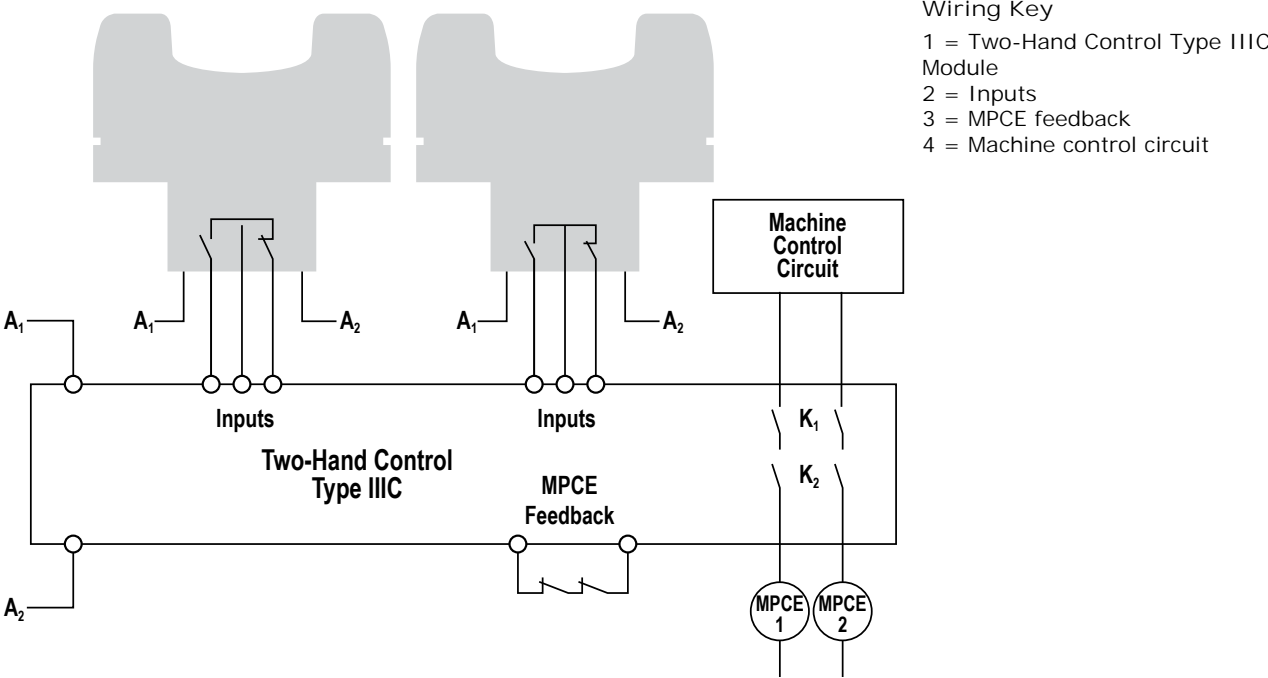 Wiring Key
1 = Two-Hand Control Type IIIC
Module
2 = Inputs
3 = MPCE feedback
4 = Machine control circuit
Machine
Control
Circuit
A₁
A₁
A₂
A₁
A₂
Inputs
Inputs
K₁
Two-Hand Control
Type IIIC
K₂
MPCE
Feedback
A₂
MPCE
1
MPCE
2